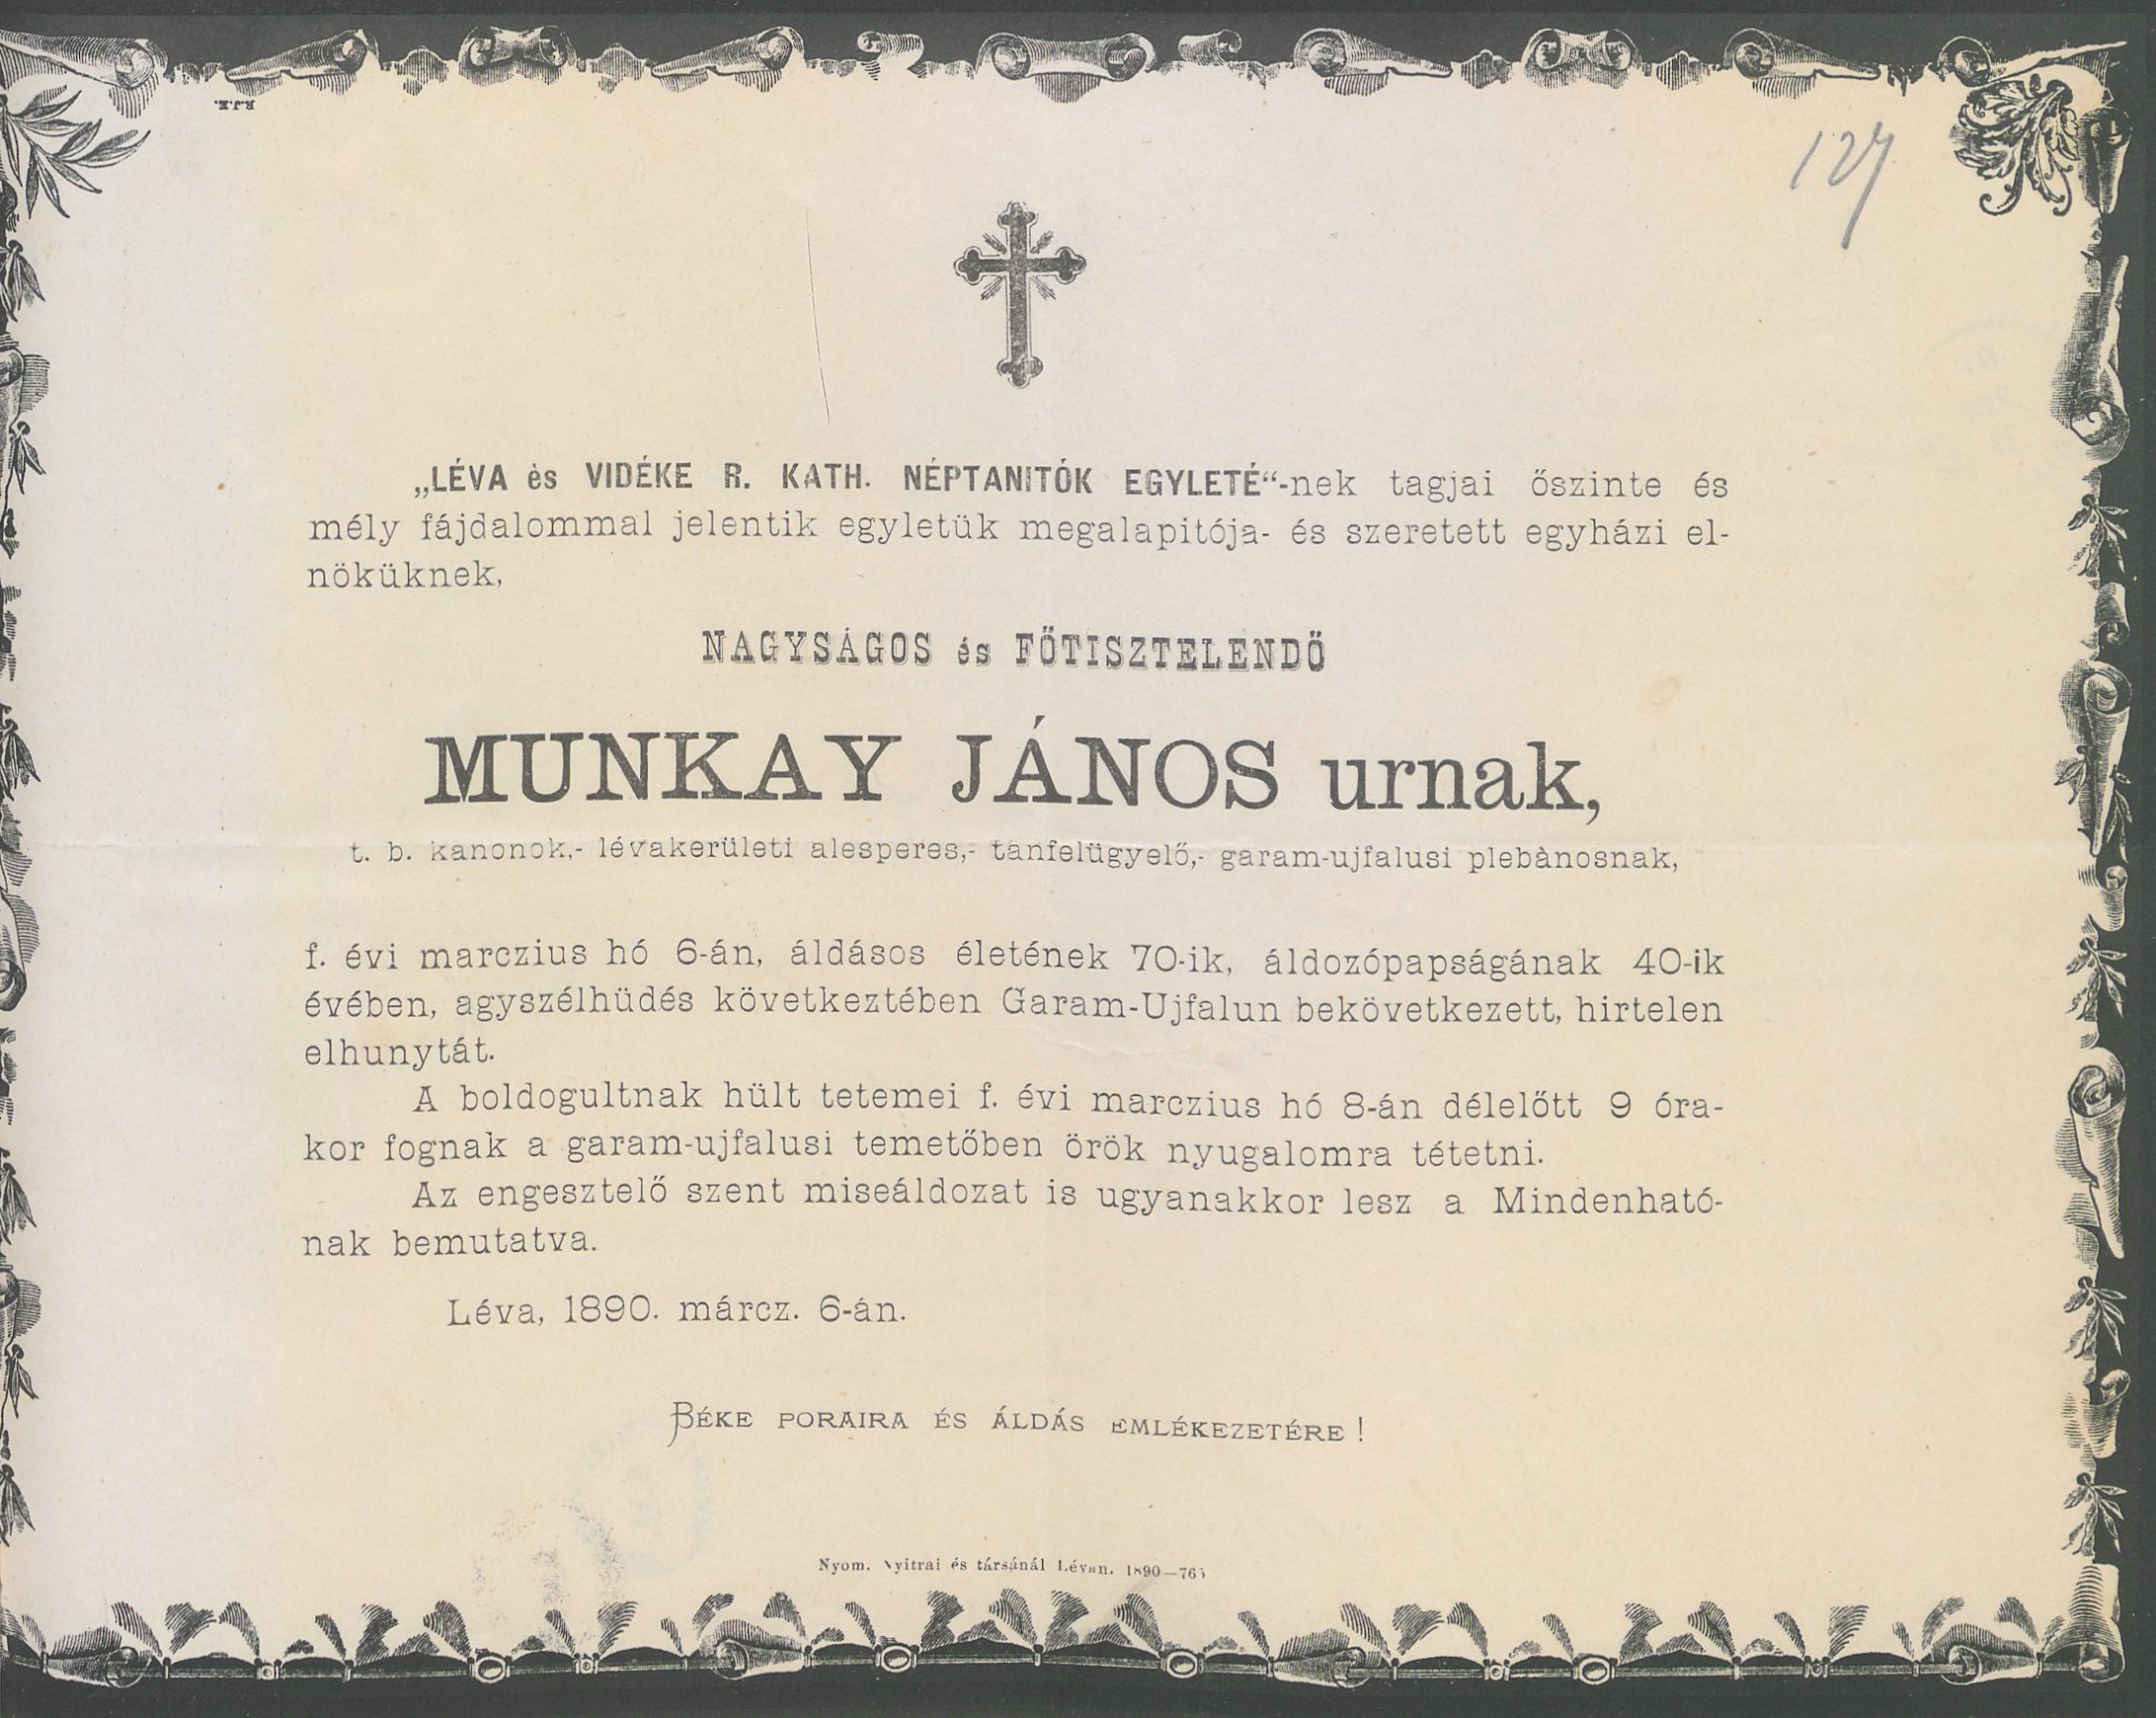 R.J.E.
127
„LÉVA ès VIDÉKE R. KATH. NÉPTANITÓK EGYLETÉ“-nek tagjai őszinte és
mély fájdalommal jelentik egyletük megalapitója- és szeretett egyházi el-
nöküknek,
NAGYSÁGOS és FŐTISZTELENDŐ
MUNKAY JÁNOS urnak,
t. b. kanonok,- lévakerületi alesperes,- tanfelügyelő,- garam-ujfalusi plebànosnak,
f. évi marczius hó 6-án, áldásos életének 70-ik, áldozópapságának 40-ik
évében, agyszélhüdés következtében Garam-Ujfalun bekövetkezett, hirtelen
elhunytát.
A boldogultnak hült tetemei f. évi marczius hó 8-án délelőtt 9 óra-
kor fognak a garam-ujfalusi temetőben örök nyugalomra tétetni.
Az engesztelő szent miseáldozat is ugyanakkor lesz a Mindenható-
nak bemutatva.
Léva, 1890. márcz. 6-án.
BÉKE PORAIRA ÉS ÁLDÁS EMLÉKEZETÉRE !
Nyom. Nyitrai és társánál Léván. 1890—